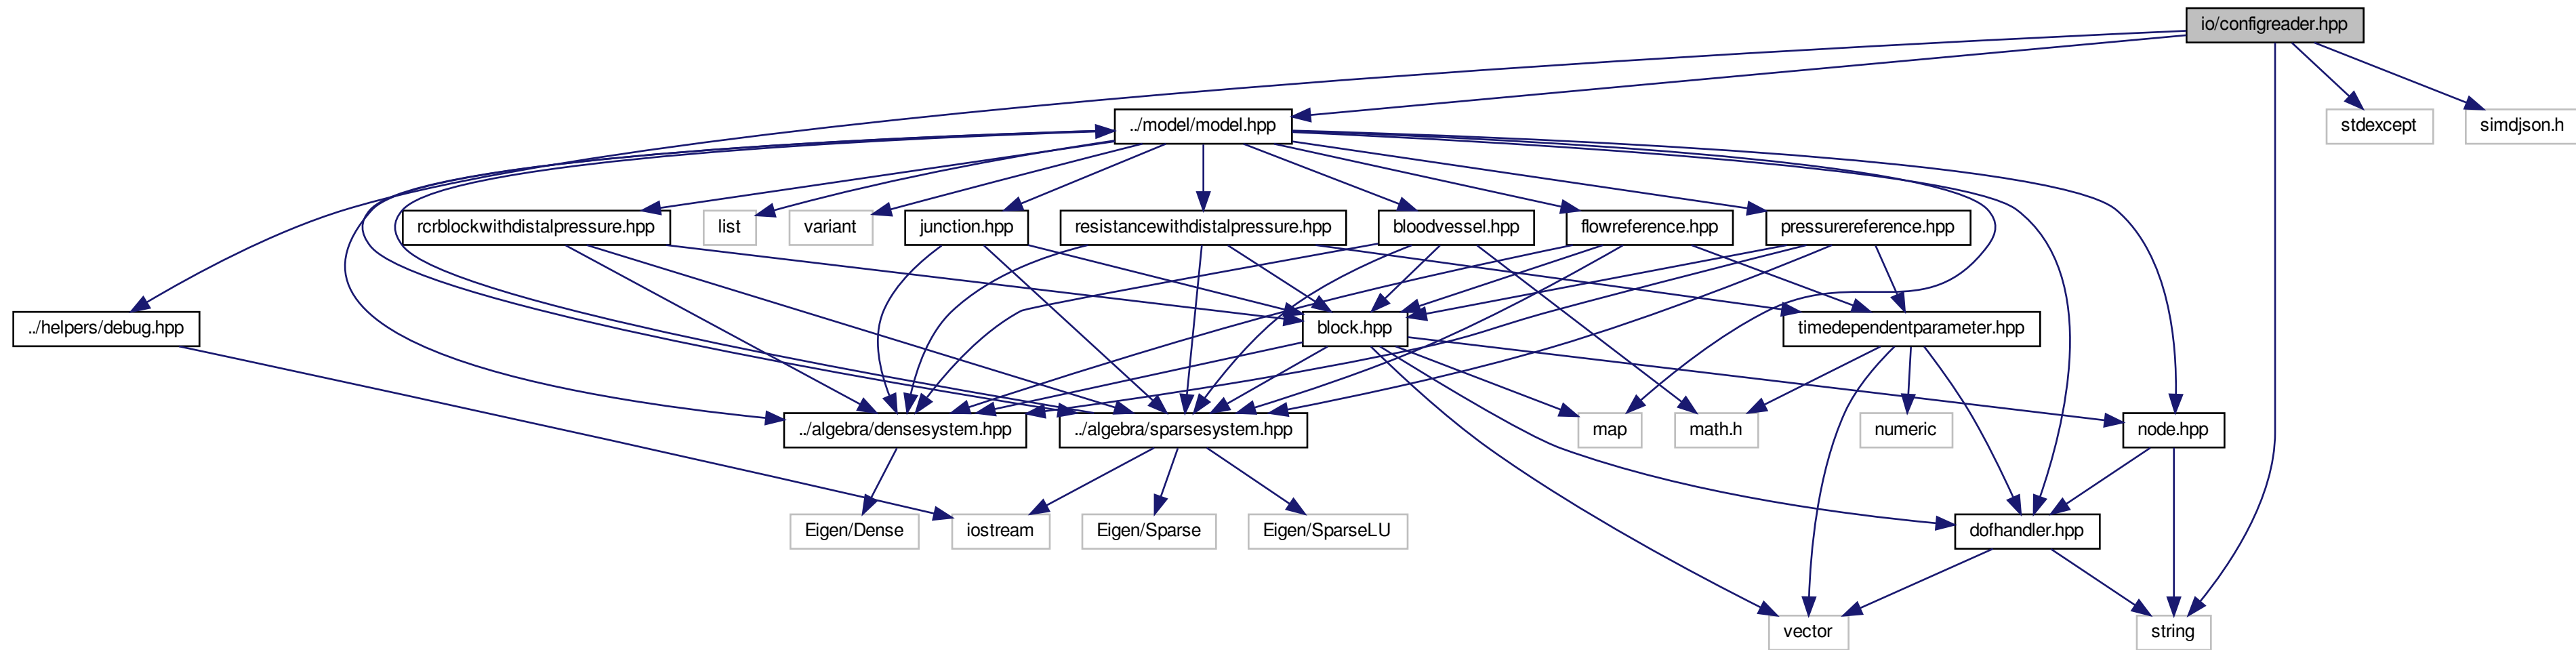 io/configreader.hpp
../model/model.hpp
stdexcept
simdjson.h
rcrblockwithdistalpressure.hpp
list
variant
junction.hpp
resistancewithdistalpressure.hpp
bloodvessel.hpp
flowreference.hpp
pressurereference.hpp
../helpers/debug.hpp
block.hpp
timedependentparameter.hpp
../algebra/densesystem.hpp
../algebra/sparsesystem.hpp
map
math.h
numeric
node.hpp
Eigen/Dense
iostream
Eigen/Sparse
Eigen/SparseLU
dofhandler.hpp
vector
string